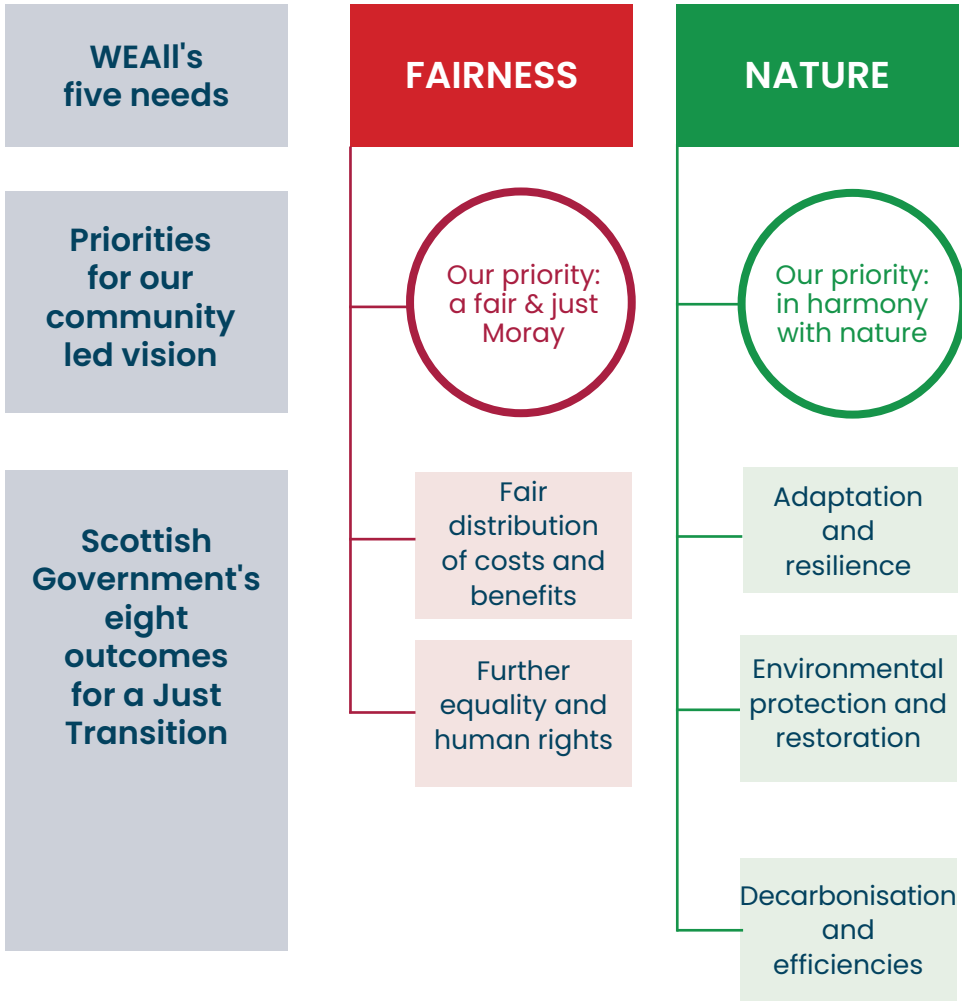 WEAll's
five needs
FAIRNESS
NATURE
Priorities
for our
community
led vision
Our priority:
a fair & just
Moray
Our priority:
in harmony
with nature
Scottish
Government's
eight
outcomes
for a Just
Transition
Fair
distribution
of costs and
benefits
Further
equality and
human rights
Adaptation
and
resilience
Environmental
protection and
restoration
Decarbonisation
and
efficiencies